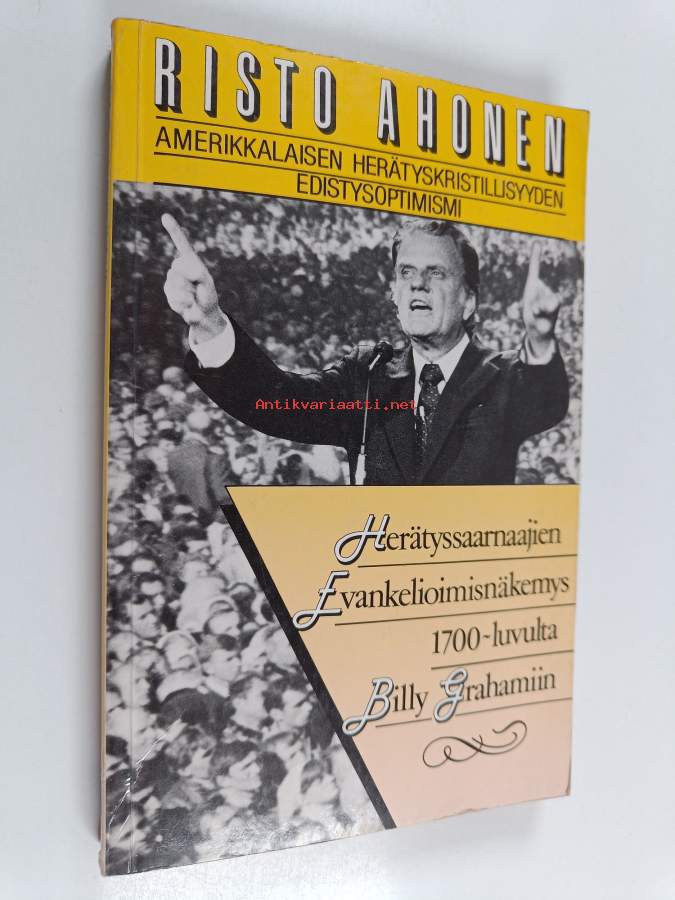 RISTO AHONEN
AMERIKKALAISEN HERÄTYSKRISTILLISYYDEN
EDISTYSOPTIMISMI
Antikvariaatti.net
Herätyssaarnaajien
Evankelioimisnäkemys
1700-luvulta
Billy Grahamiin